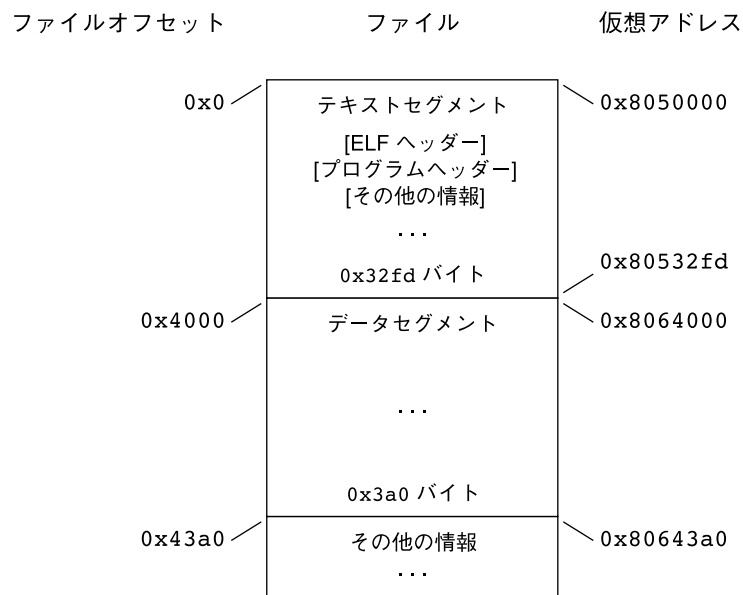 ファイルオフセット ファイル 仮想アドレス
0x0 テキストセグメント 0x8050000
[ELF ヘッダー]
[プログラムヘッダー]
[その他の情報]
...
0x80532fd
0x32fd バイト
0x4000 データセグメント 0x8064000
...
0x3a0 バイト
0x43a0 その他の情報 0x80643a0
...